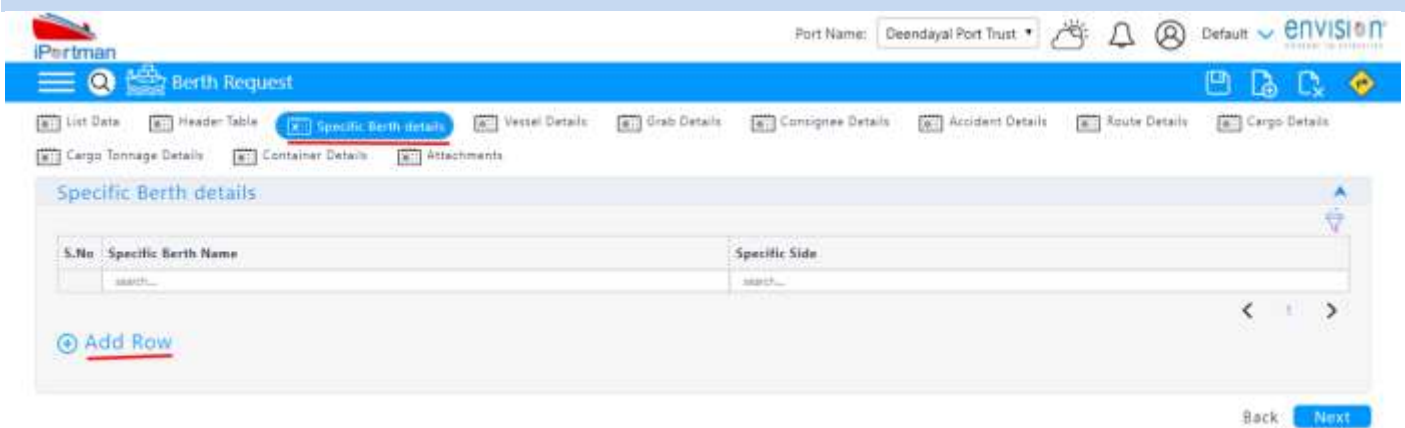 Port Name: Deendayal Port Trust Default envision
iPortman
Berth Request
List Data Header Table Specific Berth details Vessel Details Grab Details Consignee Details Accident Details Route Details Cargo Details
Cargo Tonnage Details Container Details Attachments
Specific Berth details
S.No Specific Berth Name Specific Side
search... search...
1
Add Row
Back Next